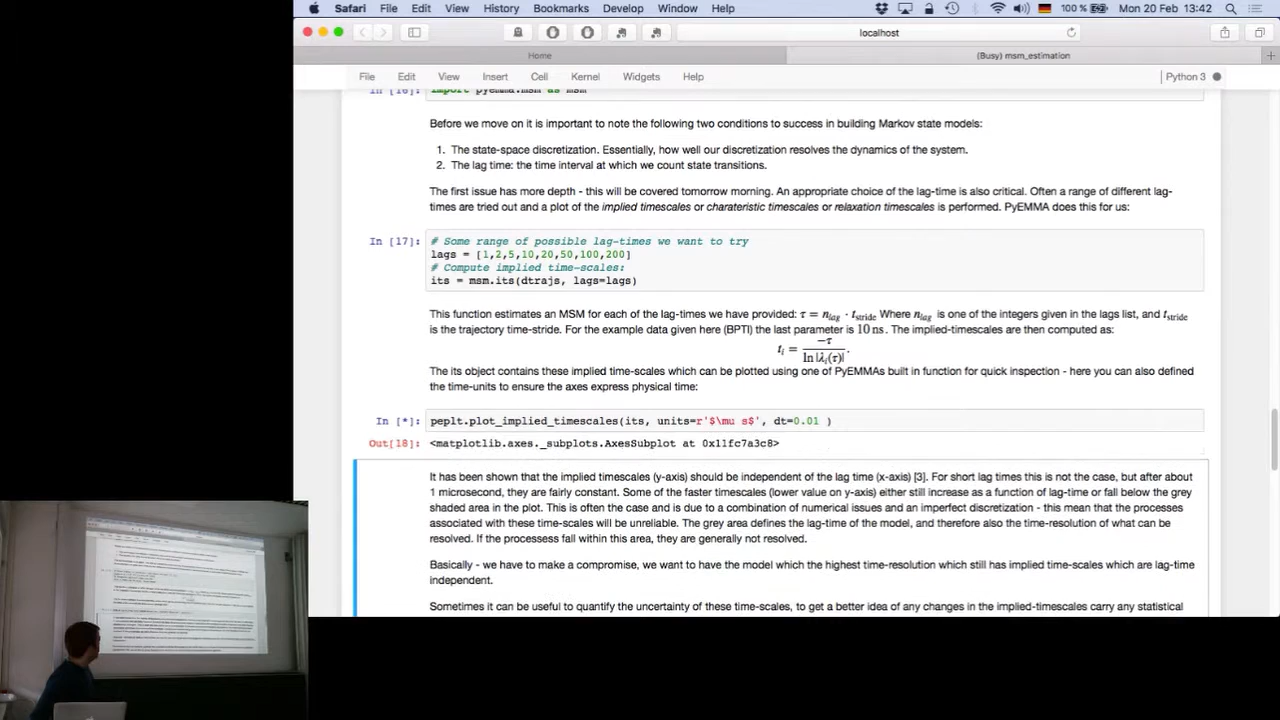 Safari File Edit View History Bookmarks Develop Window Help 100 % Mon 20 Feb 13:42
localhost
Home (Busy) msm_estimation
File Edit View Insert Cell Kernel Widgets Help Python 3
In [16]: import pyemma.msm as msm
Before we move on it is important to note the following two conditions to success in building Markov state models:
1. The state-space discretization. Essentially, how well our discretization resolves the dynamics of the system.
2. The lag time: the time interval at which we count state transitions.
The first issue has more depth - this will be covered tomorrow morning. An appropriate choice of the lag-time is also critical. Often a range of different lag-
times are tried out and a plot of the implied timescales or charateristic timescales or relaxation timescales is performed. PyEMMA does this for us:
In [17]: # Some range of possible lag-times we want to try
lags = [1,2,5,10,20,50,100,200]
# Compute implied time-scales:
its = msm.its(dtrajs, lags=lags)
This function estimates an MSM for each of the lag-times we have provided: τ = nlag · tstride Where nlag is one of the integers given in the lags list, and tstride
is the trajectory time-stride. For the example data given here (BPTI) the last parameter is 10 ns. The implied-timescales are then computed as:
ti = −τ / ln |λi(τ)| .
The its object contains these implied time-scales which can be plotted using one of PyEMMAs built in function for quick inspection - here you can also defined
the time-units to ensure the axes express physical time:
In [*]: peplt.plot_implied_timescales(its, units=r'$\mu s$', dt=0.01 )
Out[18]: <matplotlib.axes._subplots.AxesSubplot at 0x11fc7a3c8>
It has been shown that the implied timescales (y-axis) should be independent of the lag time (x-axis) [3]. For short lag times this is not the case, but after about
1 microsecond, they are fairly constant. Some of the faster timescales (lower value on y-axis) either still increase as a function of lag-time or fall below the grey
shaded area in the plot. This is often the case and is due to a combination of numerical issues and an imperfect discretization - this mean that the processes
associated with these time-scales will be unreliable. The grey area defines the lag-time of the model, and therefore also the time-resolution of what can be
resolved. If the processess fall within this area, they are generally not resolved.
Basically - we have to make a compromise, we want to have the model which the highest time-resolution which still has implied time-scales which are lag-time
independent.
Sometimes it can be useful to quantify the uncertainty of these time-scales, to get a better idea of any changes in the implied-timescales carry any statistical